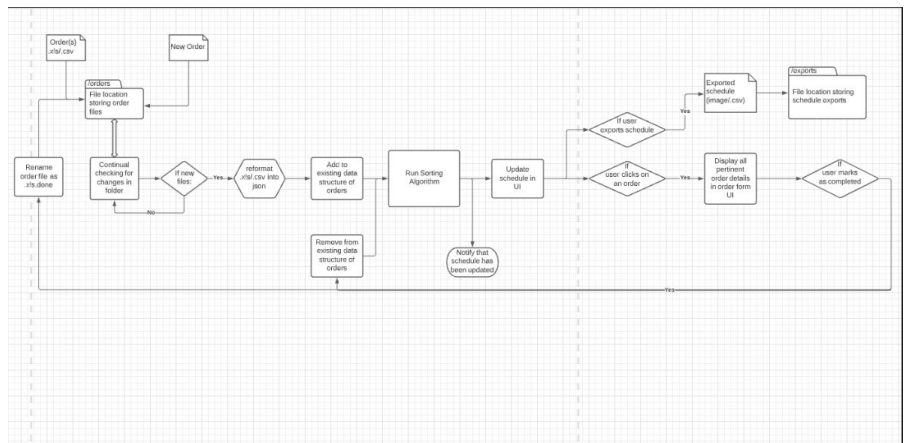 Order(s)
.xls/.csv
New Order
/orders
File location
storing order
files
Rename
order file as
.xls.done
Continual
checking for
changes in
folder
If new
files:
Yes
No
reformat
.xls/.csv into
json
Add to
existing data
structure of
orders
Remove from
existing data
structure of
orders
Run Sorting
Algorithm
Notify that
schedule has
been updated
Update
schedule in
UI
If user
exports schedule
Yes
Exported
schedule
(image/.csv)
/exports
File location storing
schedule exports
If
user clicks on
an order
Yes
Display all
pertinent
order details
in order form
UI
If
user marks
as completed
Yes